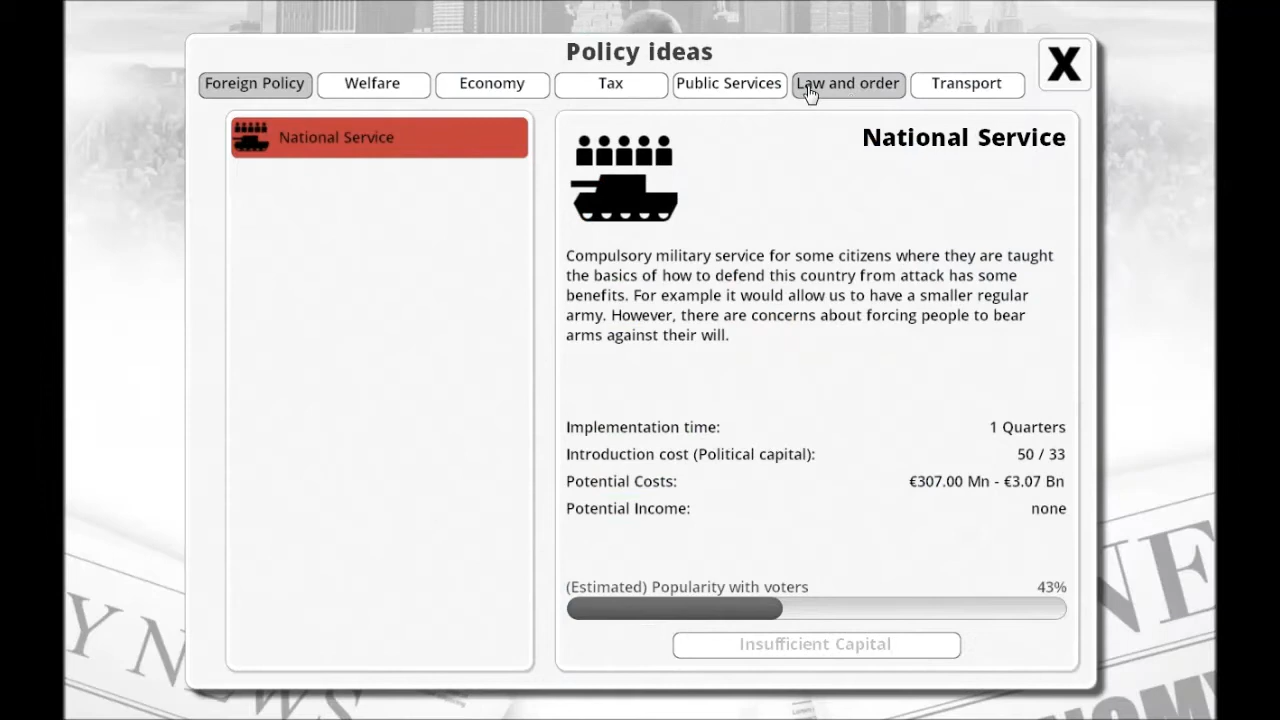 Policy ideas
X
Foreign Policy
Welfare
Economy
Tax
Public Services
Law and order
Transport
National Service
National Service
Compulsory military service for some citizens where they are taught
the basics of how to defend this country from attack has some
benefits. For example it would allow us to have a smaller regular
army. However, there are concerns about forcing people to bear
arms against their will.
Implementation time: 1 Quarters
Introduction cost (Political capital): 50 / 33
Potential Costs: €307.00 Mn - €3.07 Bn
Potential Income: none
(Estimated) Popularity with voters 43%
Insufficient Capital